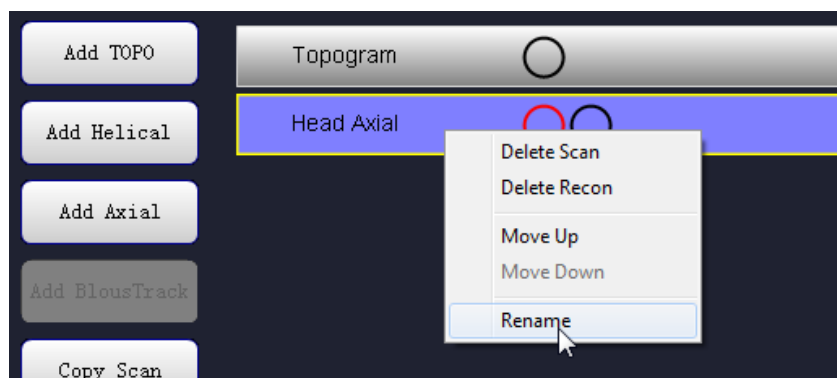 Add TOPO
Topogram
Add Helical
Head Axial
Delete Scan
Delete Recon
Add Axial
Move Up
Move Down
Add BlousTrack
Rename
Copy Scan